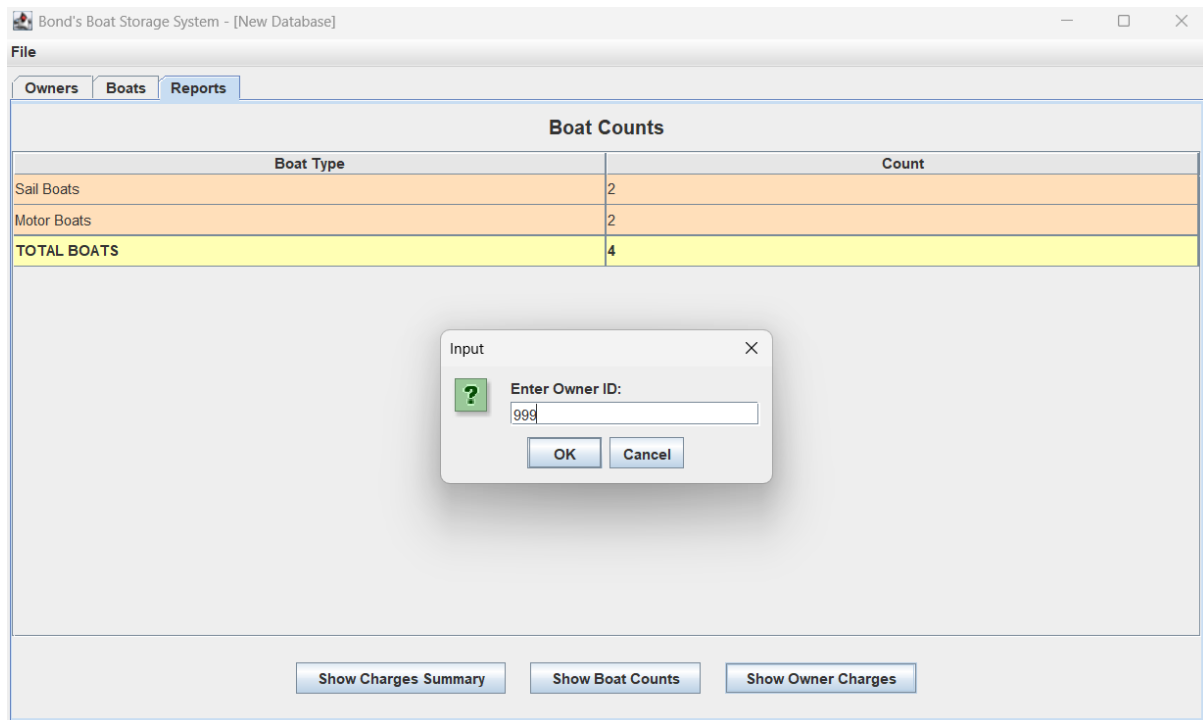 Bond's Boat Storage System - [New Database]
File
Owners Boats Reports
Boat Counts
Boat Type Count
Sail Boats 2
Motor Boats 2
TOTAL BOATS 4
Input
?
Enter Owner ID:
999
OK Cancel
Show Charges Summary Show Boat Counts Show Owner Charges